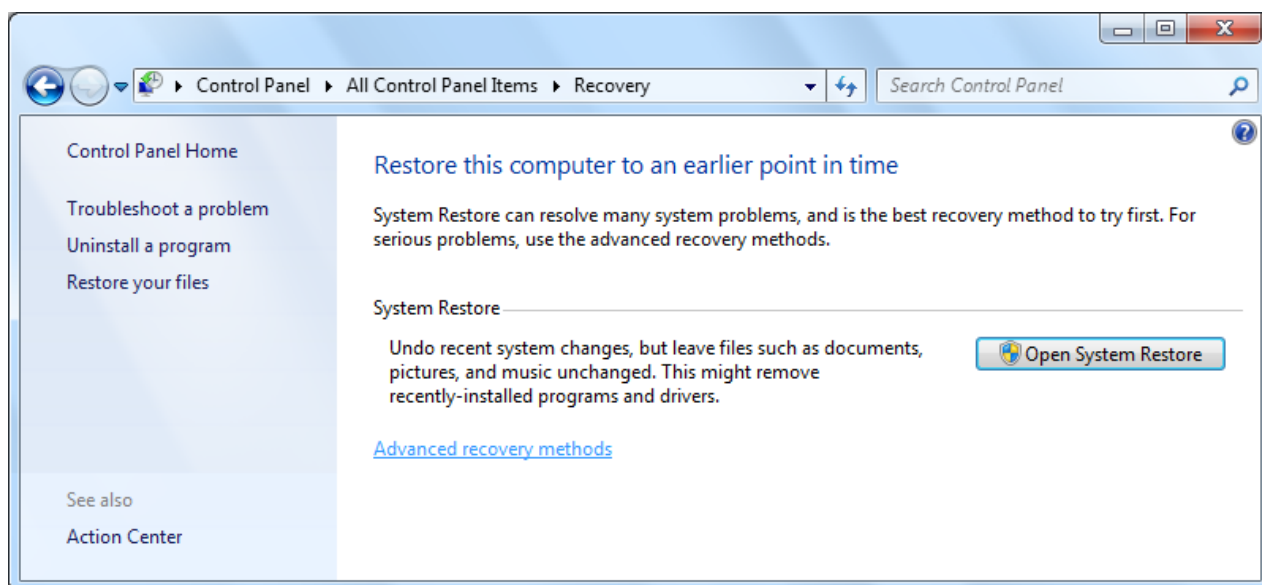 Control Panel All Control Panel Items Recovery
Search Control Panel
Control Panel Home
Troubleshoot a problem
Uninstall a program
Restore your files
See also
Action Center
Restore this computer to an earlier point in time
System Restore can resolve many system problems, and is the best recovery method to try first. For
serious problems, use the advanced recovery methods.
System Restore
Undo recent system changes, but leave files such as documents,
pictures, and music unchanged. This might remove
recently-installed programs and drivers.
Open System Restore
Advanced recovery methods